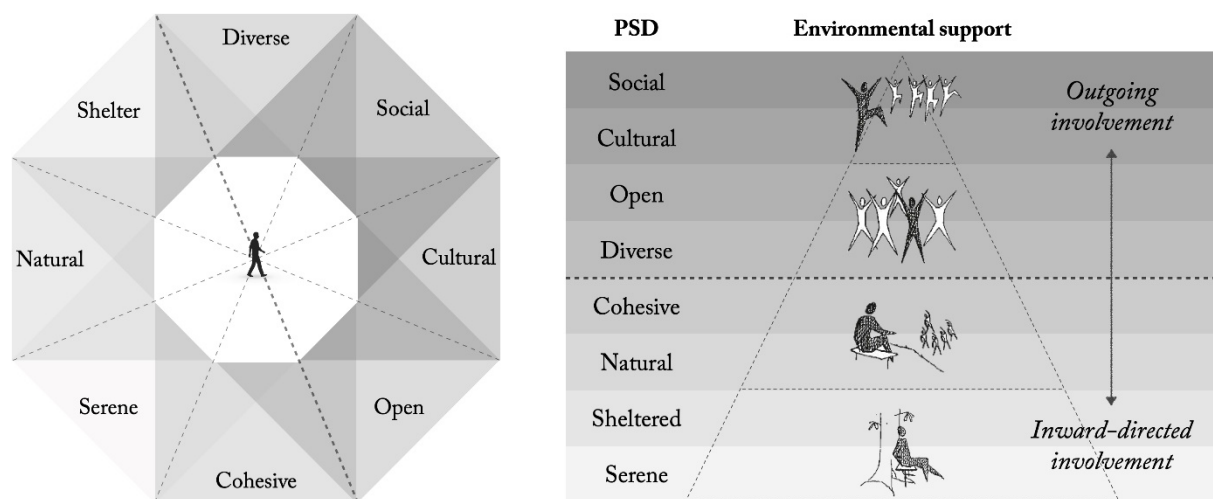 Diverse
Shelter
Social
Natural
Cultural
Serene
Open
Cohesive
PSD
Environmental support
Social
Cultural
Open
Diverse
Cohesive
Natural
Sheltered
Serene
Outgoing
involvement
Inward-directed
involvement